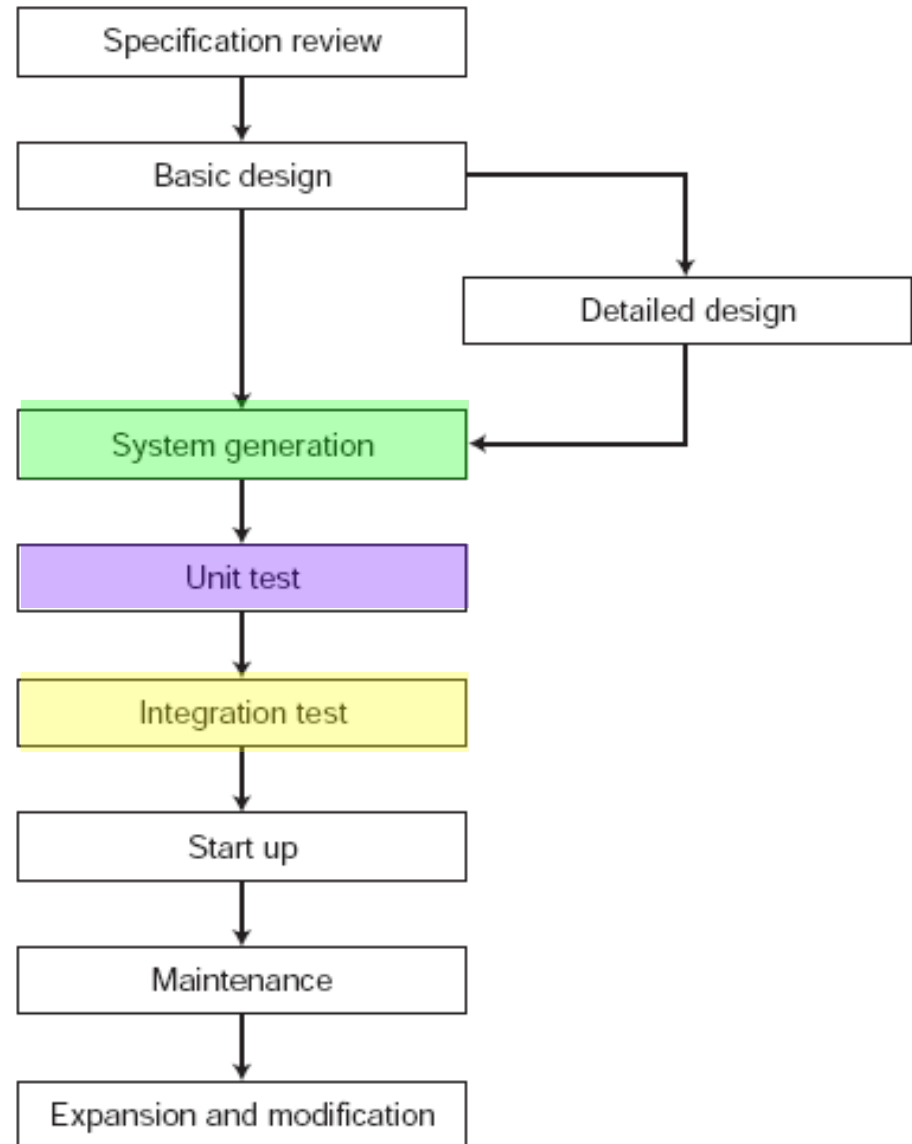 Specification review
Basic design
Detailed design
System generation
Unit test
Integration test
Start up
Maintenance
Expansion and modification